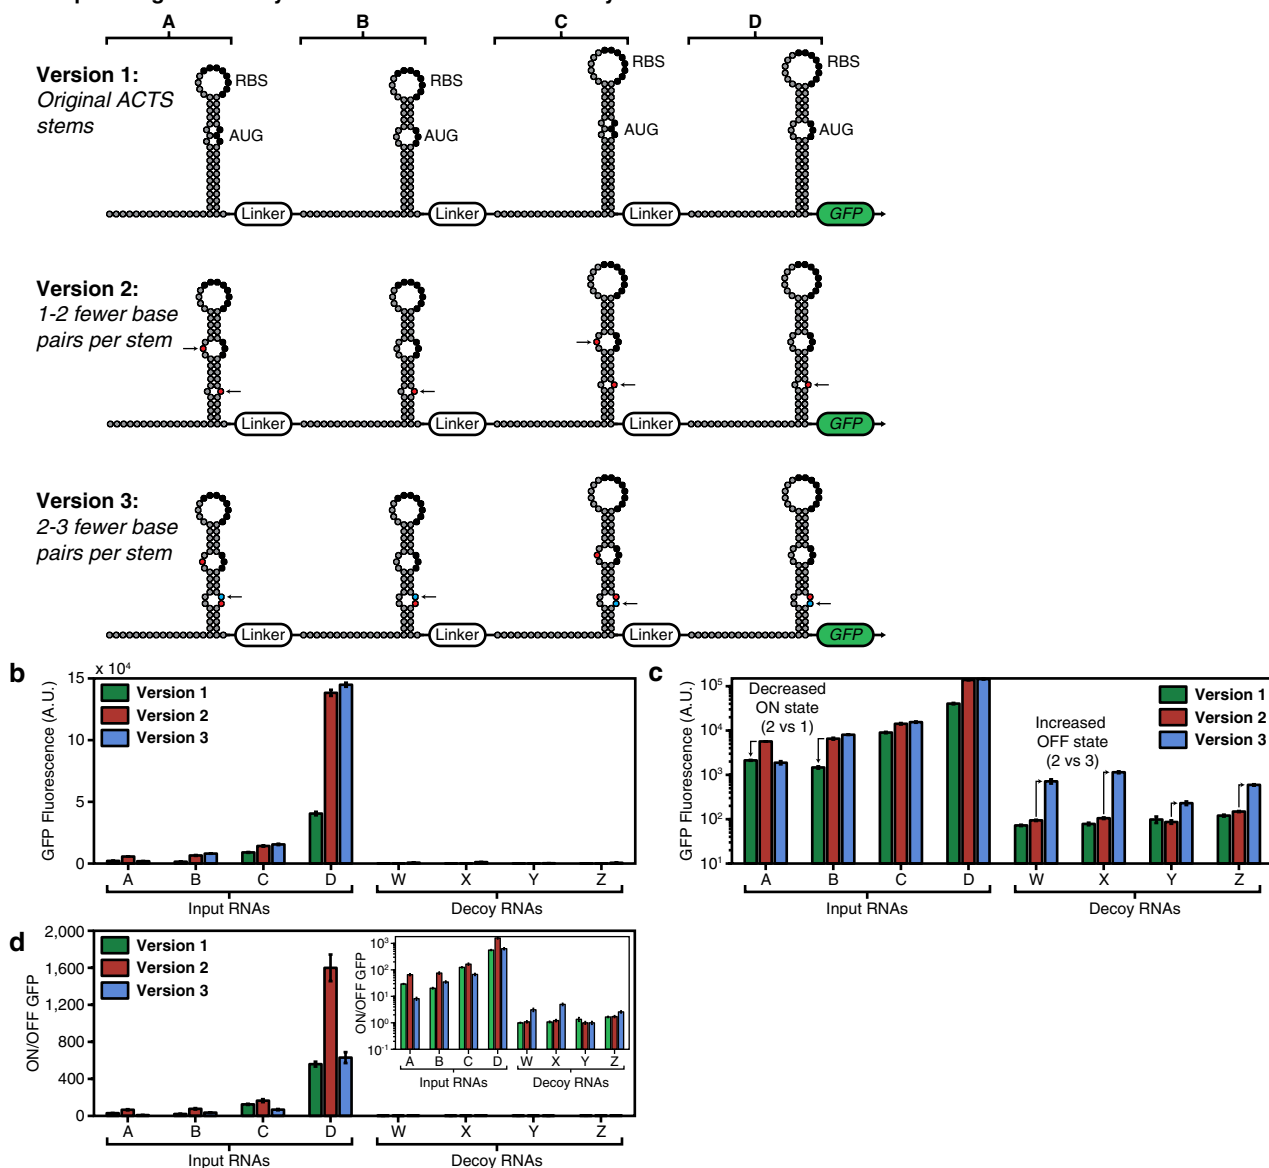 A
B
C
D
Version 1:
Original ACTS
stems
RBS
AUG
RBS
AUG
RBS
AUG
RBS
AUG
Linker
Linker
Linker
GFP
Version 2:
1-2 fewer base
pairs per stem
Linker
Linker
Linker
GFP
Version 3:
2-3 fewer base
pairs per stem
Linker
Linker
Linker
GFP
b
x 10⁴
GFP Fluorescence (A.U.)
15
10
5
0
Version 1
Version 2
Version 3
A B C D W X Y Z
Input RNAs
Decoy RNAs
c
GFP Fluorescence (A.U.)
10⁵
10⁴
10³
10²
10¹
Decreased
ON state
(2 vs 1)
Increased
OFF state
(2 vs 3)
Version 1
Version 2
Version 3
A B C D W X Y Z
Input RNAs
Decoy RNAs
d
ON/OFF GFP
2,000
1,600
1,200
800
400
0
Version 1
Version 2
Version 3
ON/OFF GFP
10³
10²
10¹
10⁰
10⁻¹
A B C D W X Y Z
Input RNAs
Decoy RNAs
A B C D W X Y Z
Input RNAs
Decoy RNAs